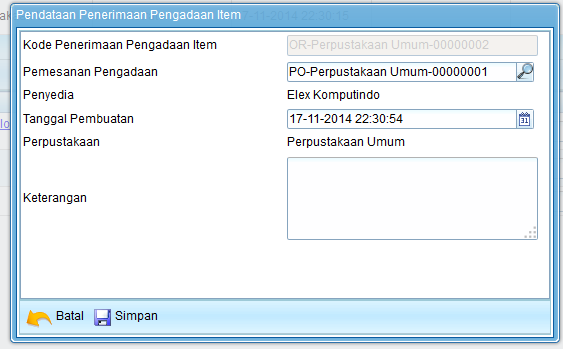 Pendataan Penerimaan Pengadaan Item
Kode Penerimaan Pengadaan Item OR-Perpustakaan Umum-00000002
Pemesanan Pengadaan PO-Perpustakaan Umum-00000001
Penyedia Elex Komputindo
Tanggal Pembuatan 17-11-2014 22:30:54 31
Perpustakaan Perpustakaan Umum
Keterangan
Batal Simpan